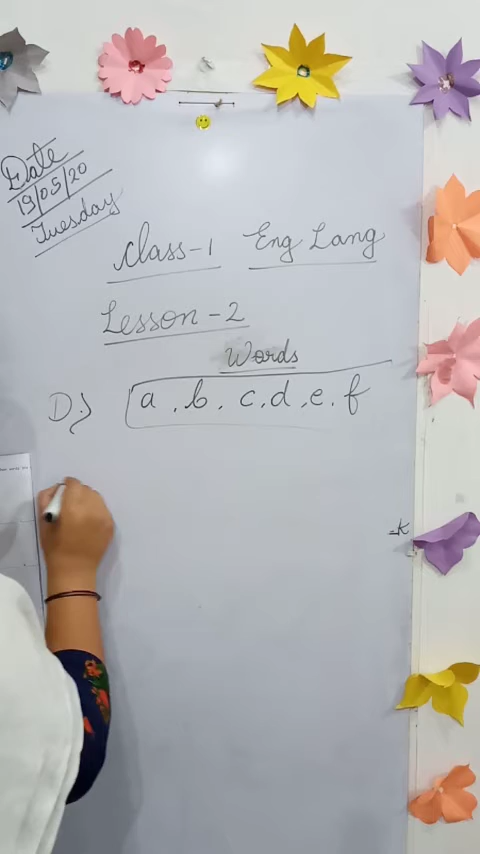 Date
19/05/20
Tuesday
Class-1 Eng Lang
Lesson-2
Words
D.) a, b, c, d, e, f
-K